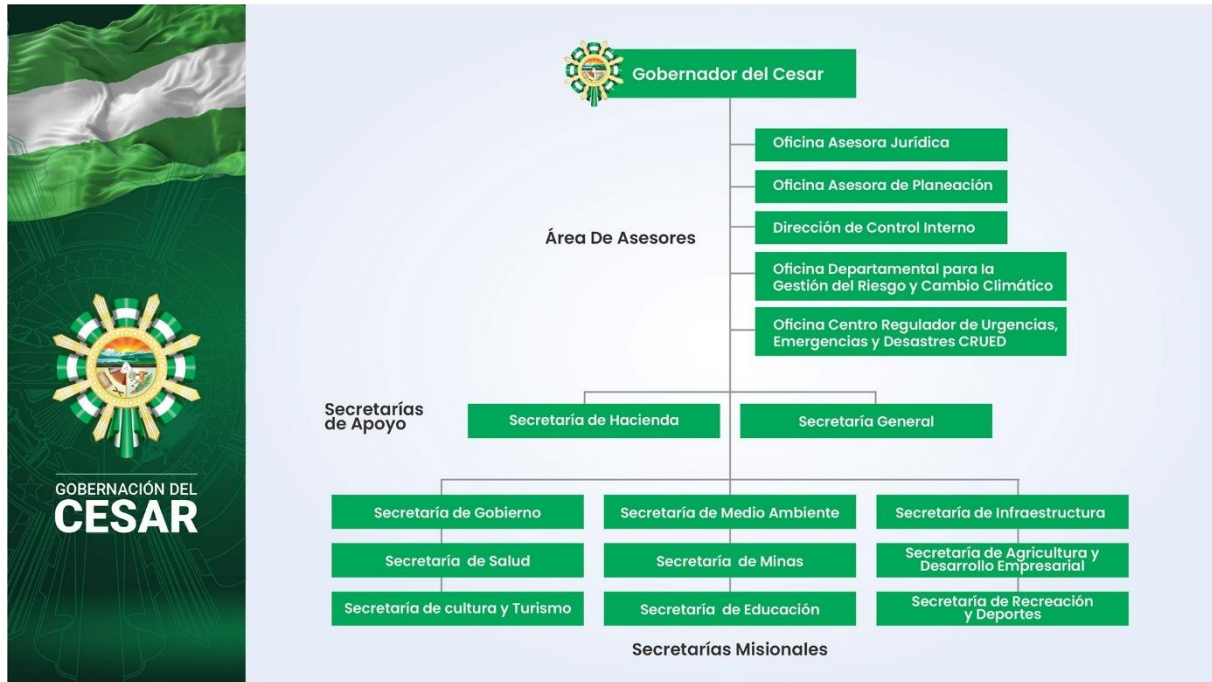 Gobernador del Cesar
Oficina Asesora Jurídica
Oficina Asesora de Planeación
Área De Asesores
Dirección de Control Interno
Oficina Departamental para la
Gestión del Riesgo y Cambio Climático
Oficina Centro Regulador de Urgencias,
Emergencias y Desastres CRUED
Secretarías
de Apoyo
Secretaría de Hacienda
Secretaría General
GOBERNACIÓN DEL
CESAR
Secretaría de Gobierno
Secretaría de Medio Ambiente
Secretaría de Infraestructura
Secretaría de Salud
Secretaría de Minas
Secretaría de Agricultura y
Desarrollo Empresarial
Secretaría de cultura y Turismo
Secretaría de Educación
Secretaría de Recreación
y Deportes
Secretarías Misionales